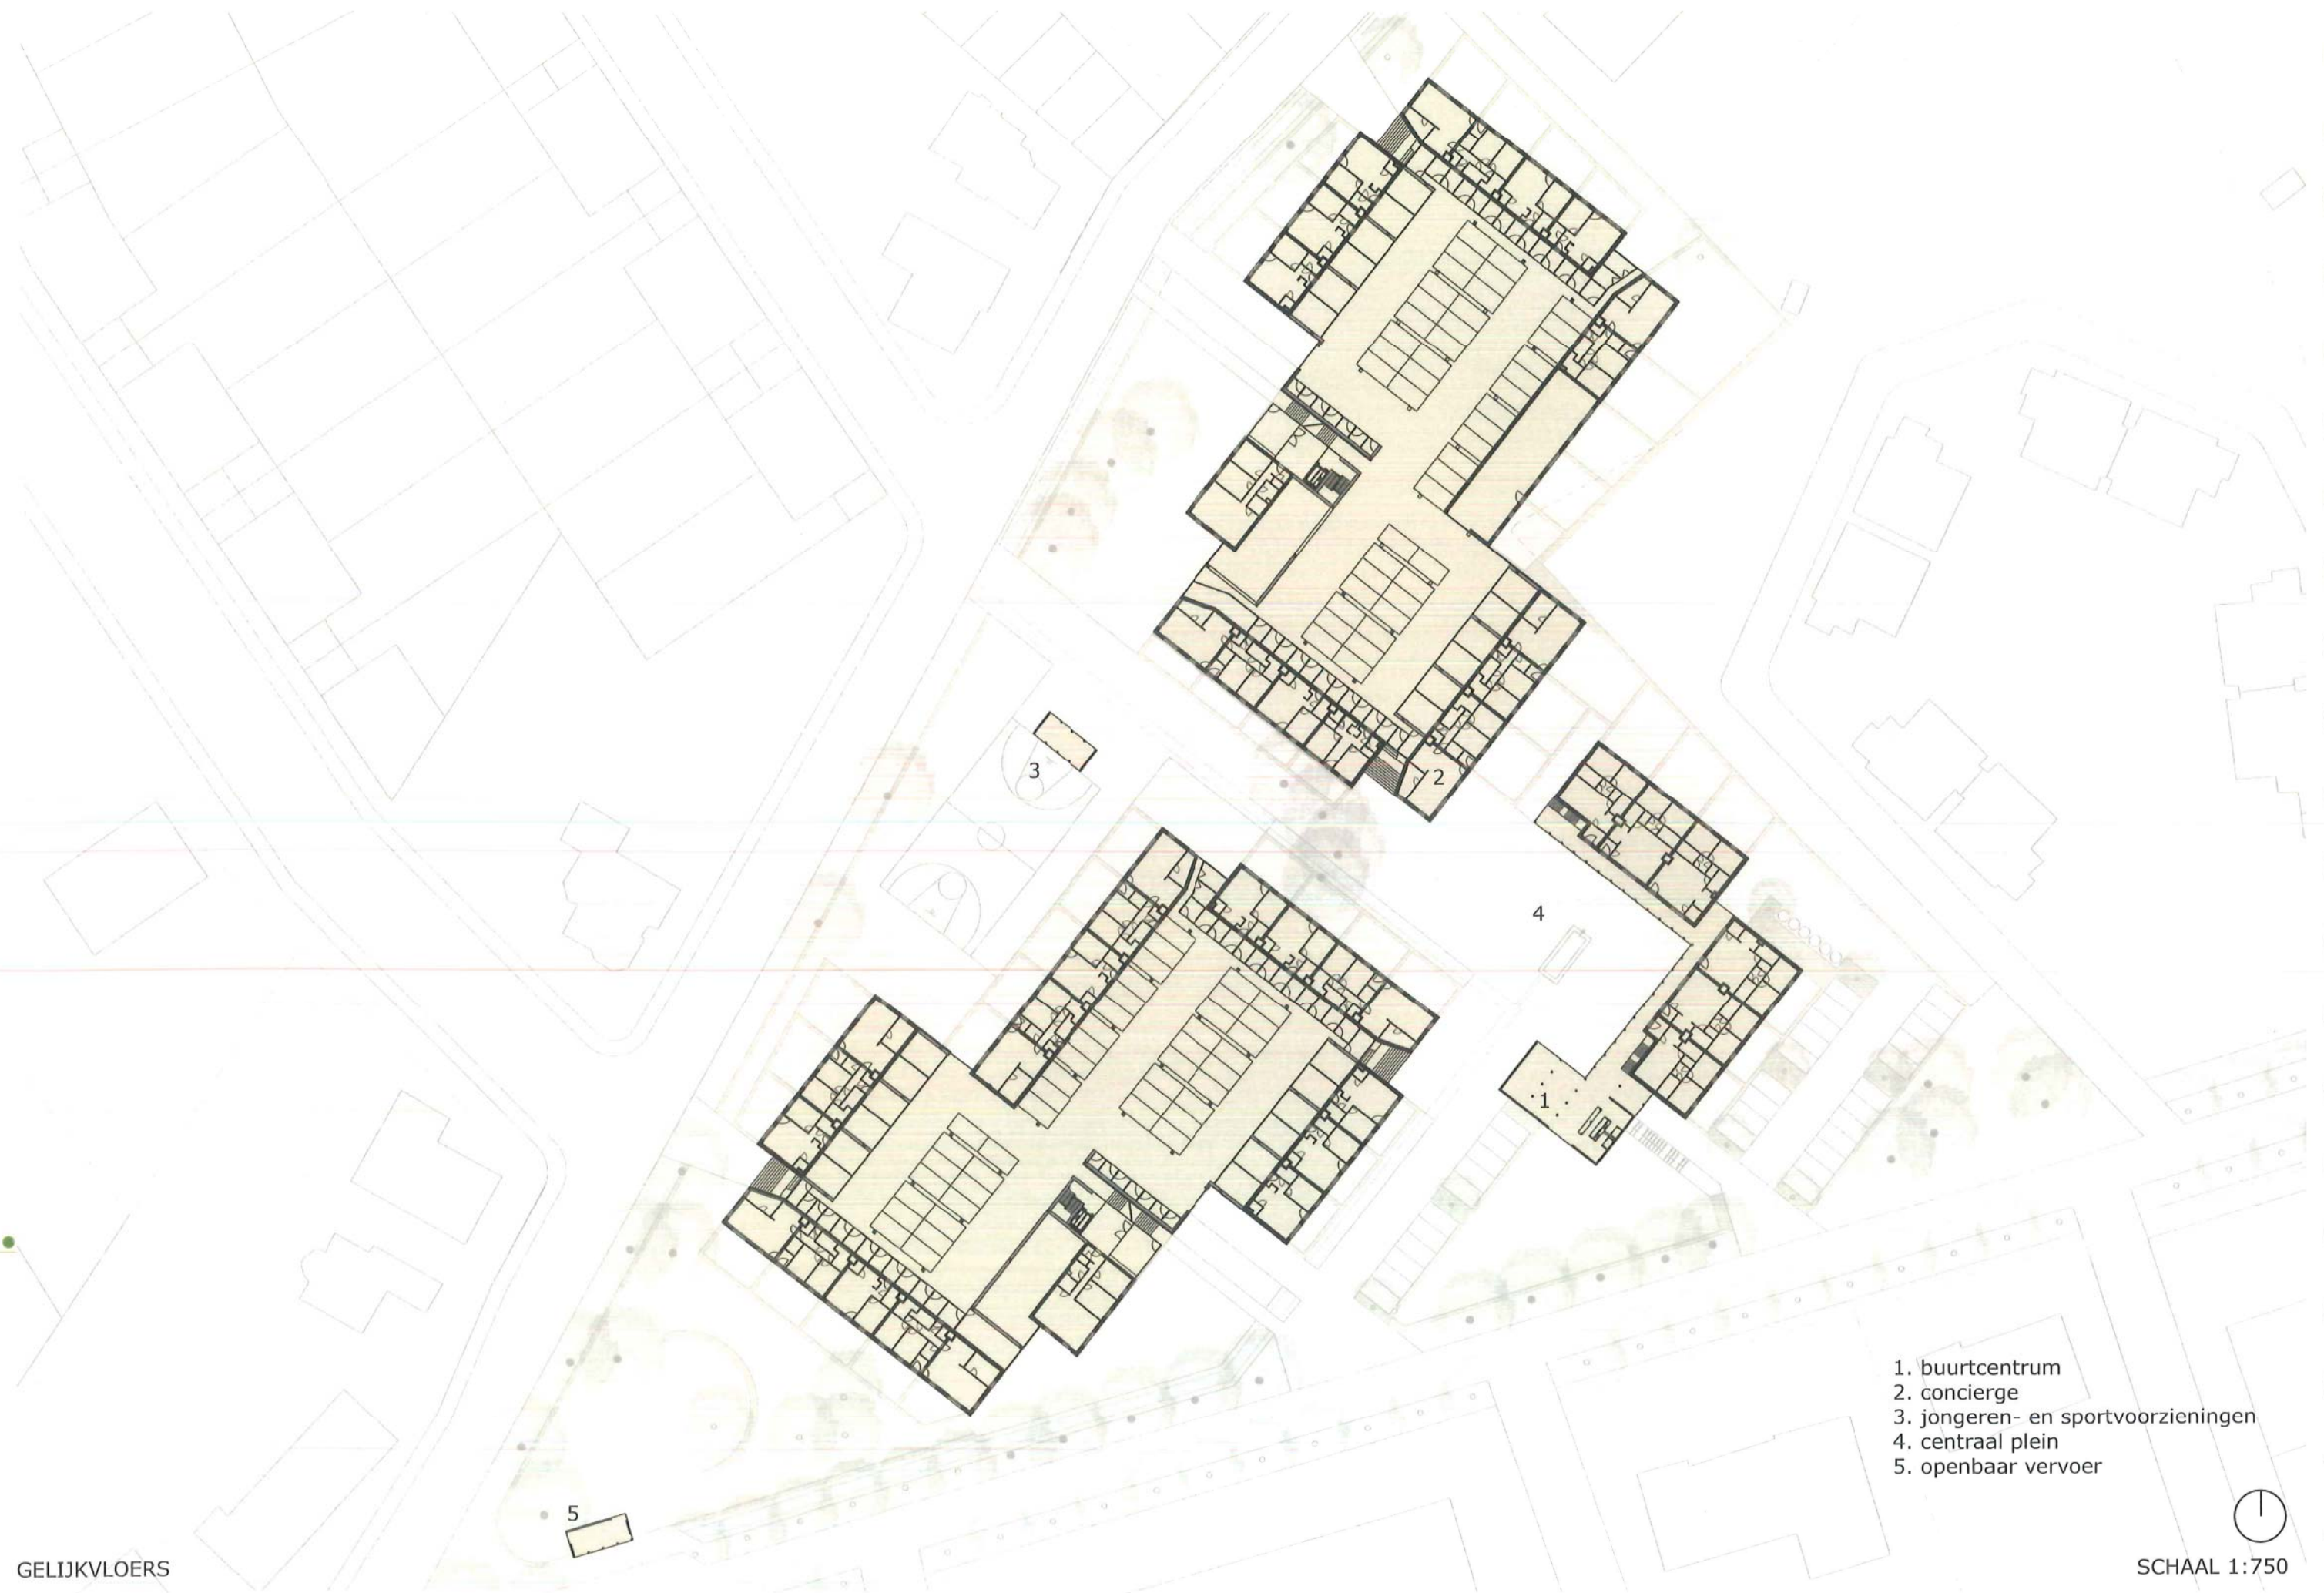 2
3
4
1
1. buurtcentrum
2. concierge
3. jongeren- en sportvoorzieningen
4. centraal plein
5. openbaar vervoer
5
GELIJKVLOERS
SCHAAL 1:750